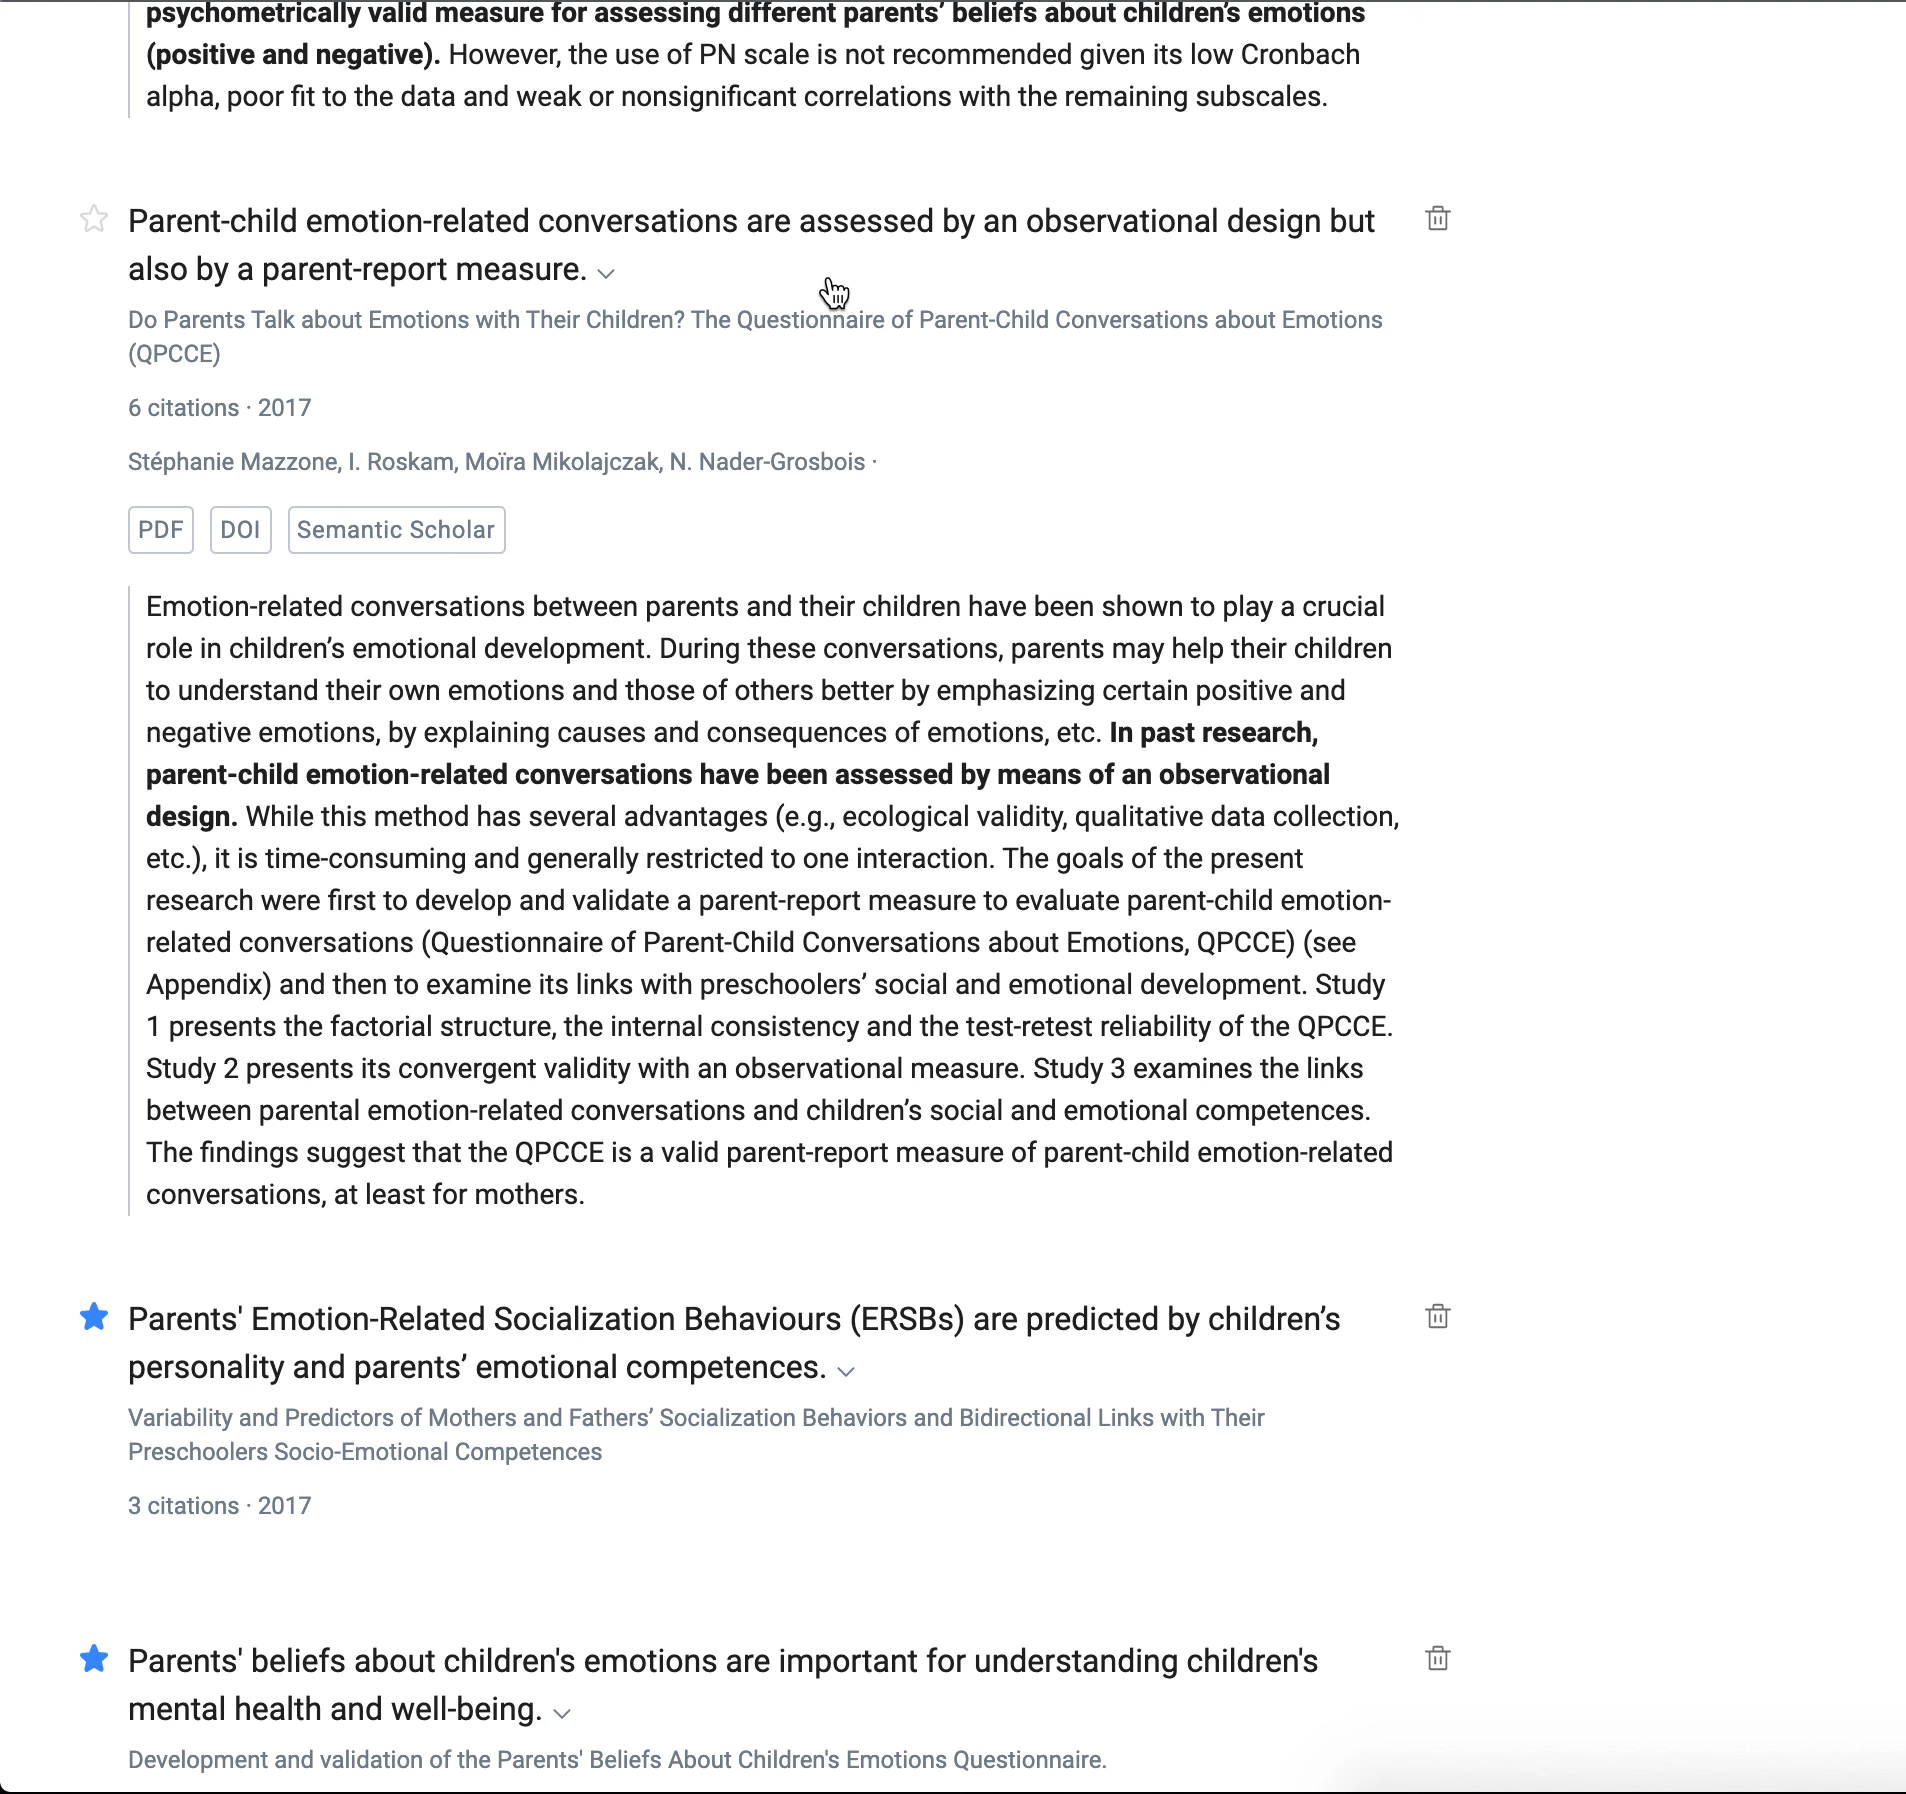 psychometrically valid measure for assessing different parents’ beliefs about children’s emotions
(positive and negative). However, the use of PN scale is not recommended given its low Cronbach
alpha, poor fit to the data and weak or nonsignificant correlations with the remaining subscales.
Parent-child emotion-related conversations are assessed by an observational design but
also by a parent-report measure.
Do Parents Talk about Emotions with Their Children? The Questionnaire of Parent-Child Conversations about Emotions
(QPCCE)
6 citations · 2017
Stéphanie Mazzone, I. Roskam, Moïra Mikolajczak, N. Nader-Grosbois ·
PDF DOI Semantic Scholar
Emotion-related conversations between parents and their children have been shown to play a crucial
role in children’s emotional development. During these conversations, parents may help their children
to understand their own emotions and those of others better by emphasizing certain positive and
negative emotions, by explaining causes and consequences of emotions, etc. In past research,
parent-child emotion-related conversations have been assessed by means of an observational
design. While this method has several advantages (e.g., ecological validity, qualitative data collection,
etc.), it is time-consuming and generally restricted to one interaction. The goals of the present
research were first to develop and validate a parent-report measure to evaluate parent-child emotion-
related conversations (Questionnaire of Parent-Child Conversations about Emotions, QPCCE) (see
Appendix) and then to examine its links with preschoolers’ social and emotional development. Study
1 presents the factorial structure, the internal consistency and the test-retest reliability of the QPCCE.
Study 2 presents its convergent validity with an observational measure. Study 3 examines the links
between parental emotion-related conversations and children’s social and emotional competences.
The findings suggest that the QPCCE is a valid parent-report measure of parent-child emotion-related
conversations, at least for mothers.
Parents' Emotion-Related Socialization Behaviours (ERSBs) are predicted by children’s
personality and parents’ emotional competences.
Variability and Predictors of Mothers and Fathers’ Socialization Behaviors and Bidirectional Links with Their
Preschoolers Socio-Emotional Competences
3 citations · 2017
Parents' beliefs about children's emotions are important for understanding children's
mental health and well-being.
Development and validation of the Parents' Beliefs About Children's Emotions Questionnaire.